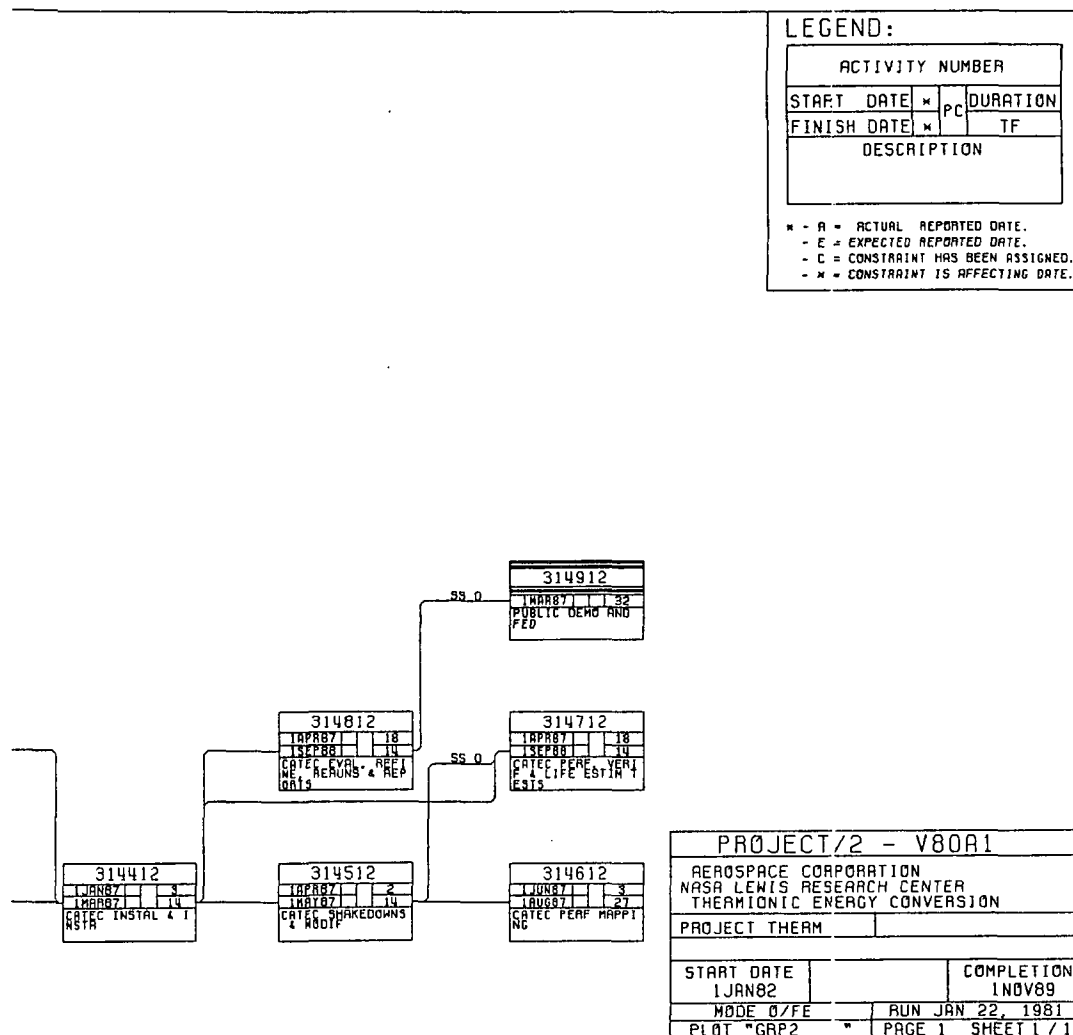 LEGEND:
ACTIVITY NUMBER
START DATE * PC DURATION
FINISH DATE * TF
DESCRIPTION
* - A = ACTUAL REPORTED DATE.
- E = EXPECTED REPORTED DATE.
- C = CONSTRAINT HAS BEEN ASSIGNED.
- * = CONSTRAINT IS AFFECTING DATE.
314912
SS 0
1MAR87 32
PUBLIC DEMO AND
FED
314812
1APR87 18
1SEP88 14
CATEC EVAL, REFI
NE, RERUNS & REP
ORTS
SS 0
314712
1APR87 18
1SEP88 14
CATEC PERF, VERI
F & LIFE ESTIM T
ESTS
314412
1JAN87 3
1MAR87 14
CATEC INSTAL & I
NSTR
314512
1APR87 2
1MAY87 14
CATEC SHAKEDOWNS
& MODIF
314612
1JUN87 3
1AUG87 27
CATEC PERF MAPPI
NG
PROJECT/2 - V80A1
AEROSPACE CORPORATION
NASA LEWIS RESEARCH CENTER
THERMIONIC ENERGY CONVERSION
PROJECT THERM
START DATE COMPLETION
1JAN82 1NOV89
MODE O/FE RUN JAN 22, 1981
PLOT "GRP2 " PAGE 1 SHEET 1 / 1